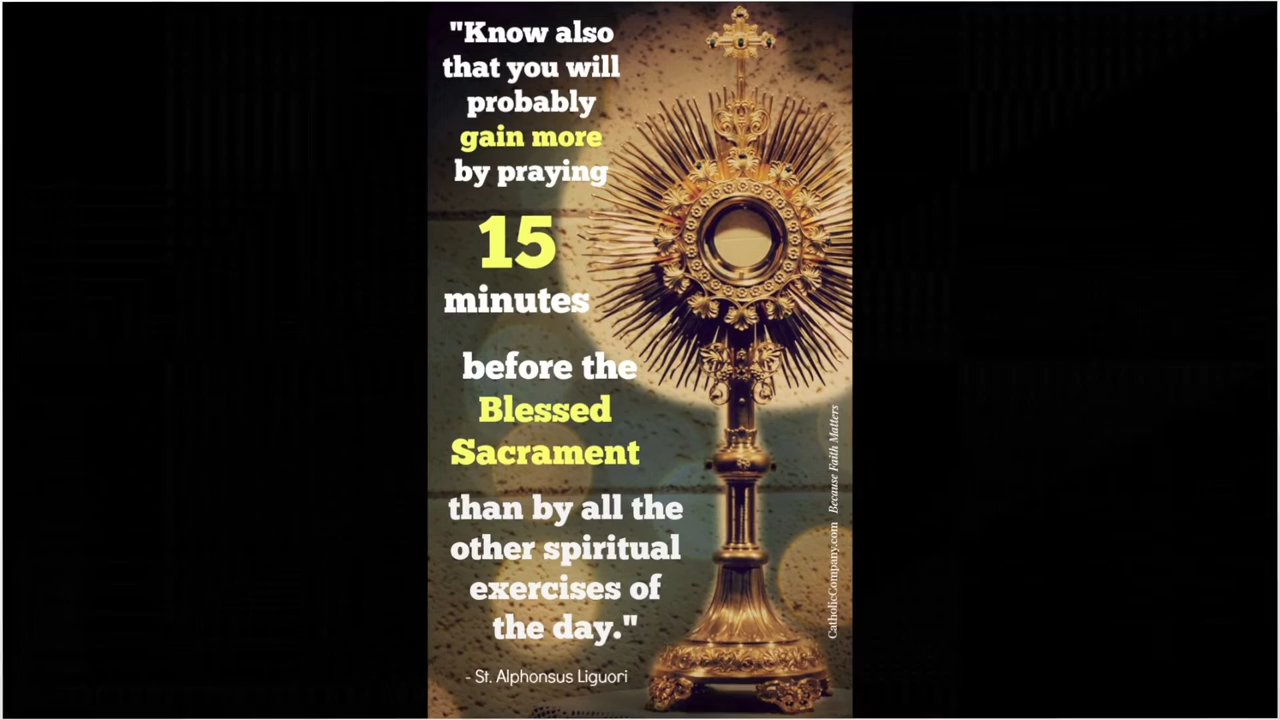 "Know also
that you will
probably
gain more
by praying
15
minutes
before the
Blessed
Sacrament
than by all the
other spiritual
exercises of
the day."
- St. Alphonsus Liguori
CatholicCompany.com Because Faith Matters